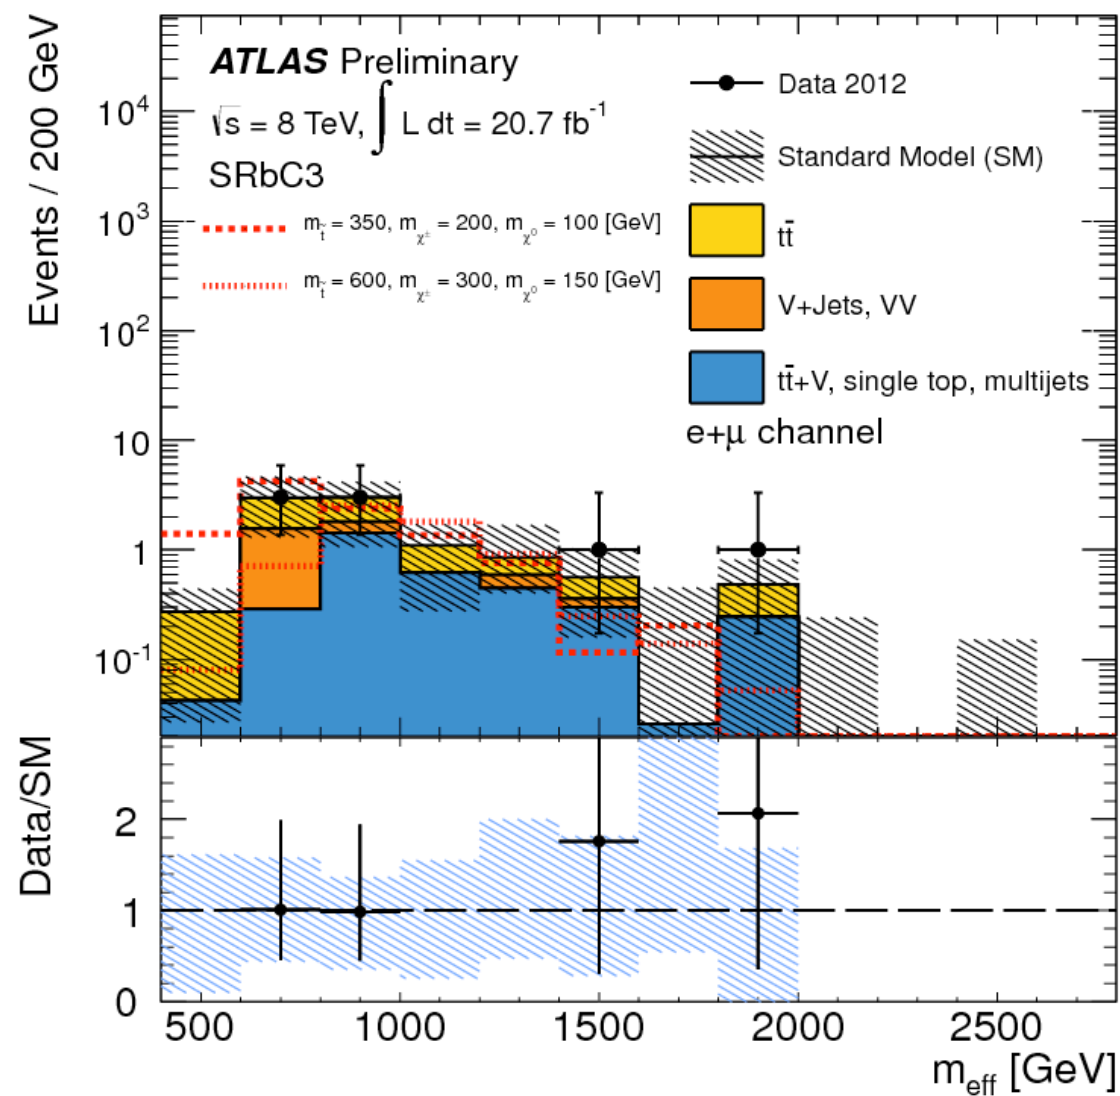 Events / 200 GeV
10⁴
10³
10²
10
1
10⁻¹
ATLAS Preliminary
√s = 8 TeV, ∫ L dt = 20.7 fb⁻¹
SRbC3
m_t̃ = 350, m_χ± = 200, m_χ⁰ = 100 [GeV]
m_t̃ = 600, m_χ± = 300, m_χ⁰ = 150 [GeV]
Data 2012
Standard Model (SM)
tt̄
V+Jets, VV
tt̄+V, single top, multijets
e+μ channel
Data/SM
2
1
0
500 1000 1500 2000 2500
m_eff [GeV]